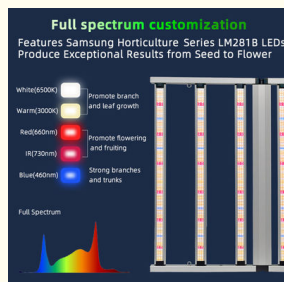 Full spectrum customization
Features Samsung Horticulture Series LM281B LEDs
Produce Exceptional Results from Seed to Flower
White(6500K)
Promote branch
and leaf growth
Warm(3000K)
Red(660nm)
Promote flowering
and fruiting
IR(730nm)
Blue(460nm)
Strong branches
and trunks
Full Spectrum